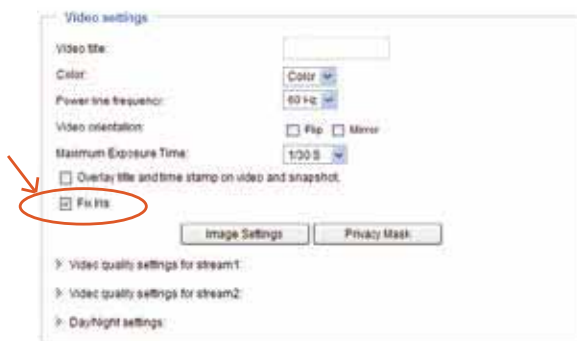 Video settings
Video title:
Color: Color
Power line frequency: 60 Hz
Video orientation: Flip Mirror
Maximum Exposure Time: 1/30 S
Overlay title and time stamp on video and snapshot.
Fix Iris
Image Settings Privacy Mask
Video quality settings for stream1:
Video quality settings for stream2:
Day/Night settings: